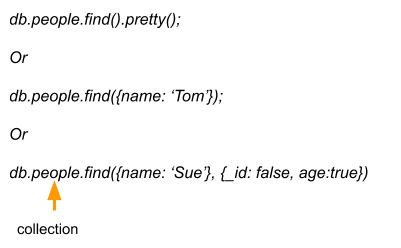 db.people.find().pretty();
Or
db.people.find({name: ‘Tom’});
Or
db.people.find({name: ‘Sue’}, {_id: false, age:true})
collection